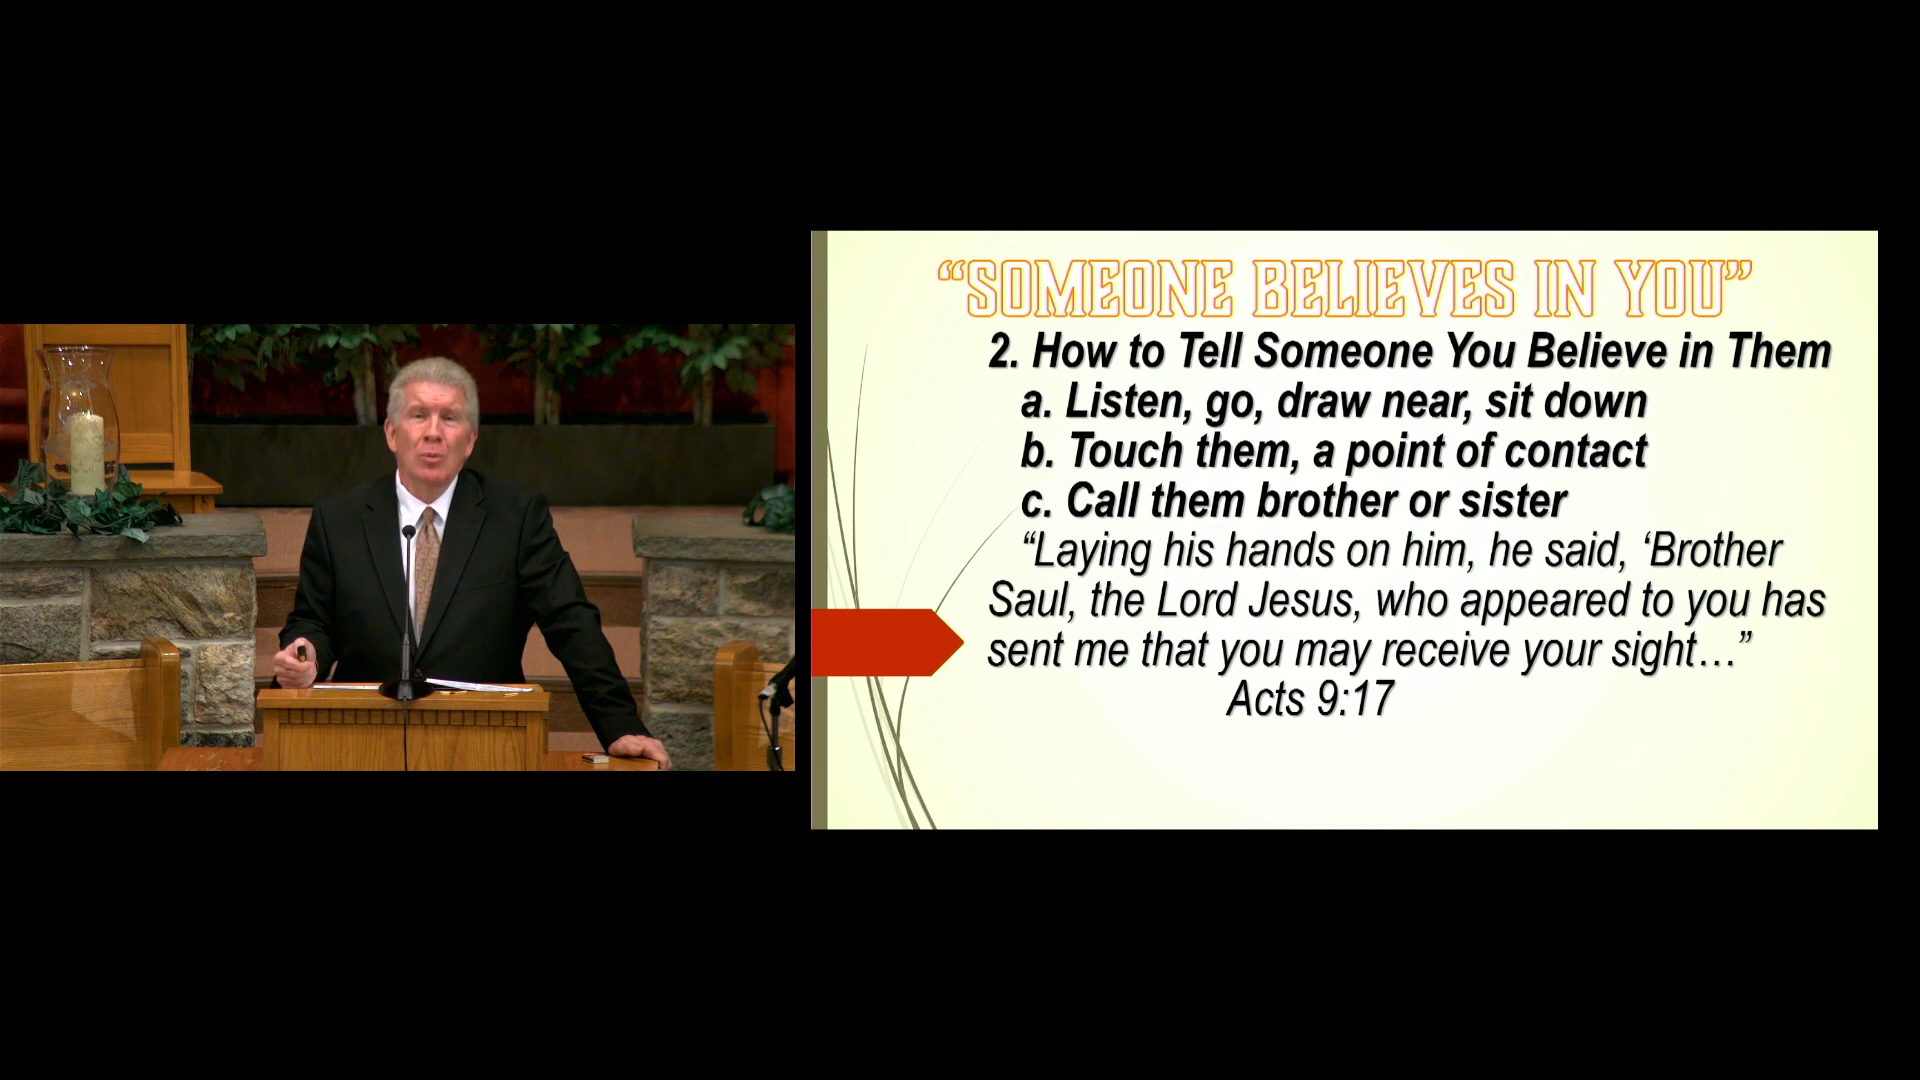 “SOMEONE BELIEVES IN YOU”
2. How to Tell Someone You Believe in Them
a. Listen, go, draw near, sit down
b. Touch them, a point of contact
c. Call them brother or sister
“Laying his hands on him, he said, ‘Brother
Saul, the Lord Jesus, who appeared to you has
sent me that you may receive your sight…”
Acts 9:17